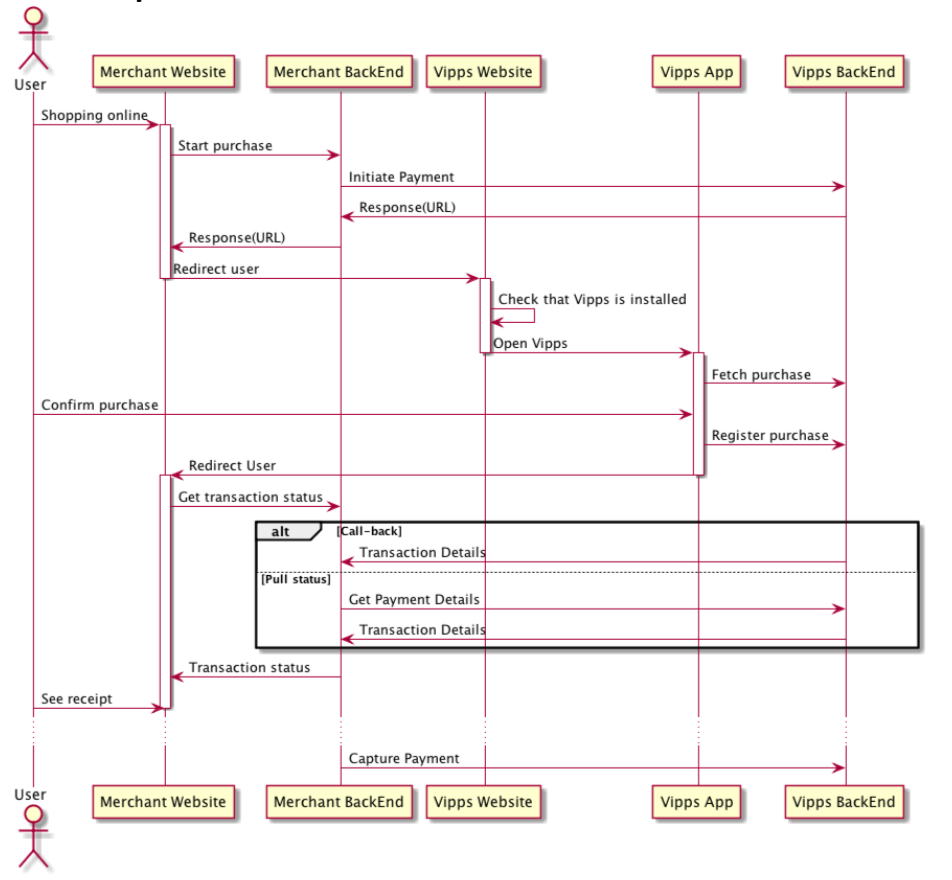 User
Merchant Website
Merchant BackEnd
Vipps Website
Vipps App
Vipps BackEnd
Shopping online
Start purchase
Initiate Payment
Response(URL)
Response(URL)
Redirect user
Check that Vipps is installed
Open Vipps
Fetch purchase
Confirm purchase
Register purchase
Redirect User
Get transaction status
alt [Call-back]
Transaction Details
[Pull status]
Get Payment Details
Transaction Details
Transaction status
See receipt
Capture Payment
User
Merchant Website
Merchant BackEnd
Vipps Website
Vipps App
Vipps BackEnd